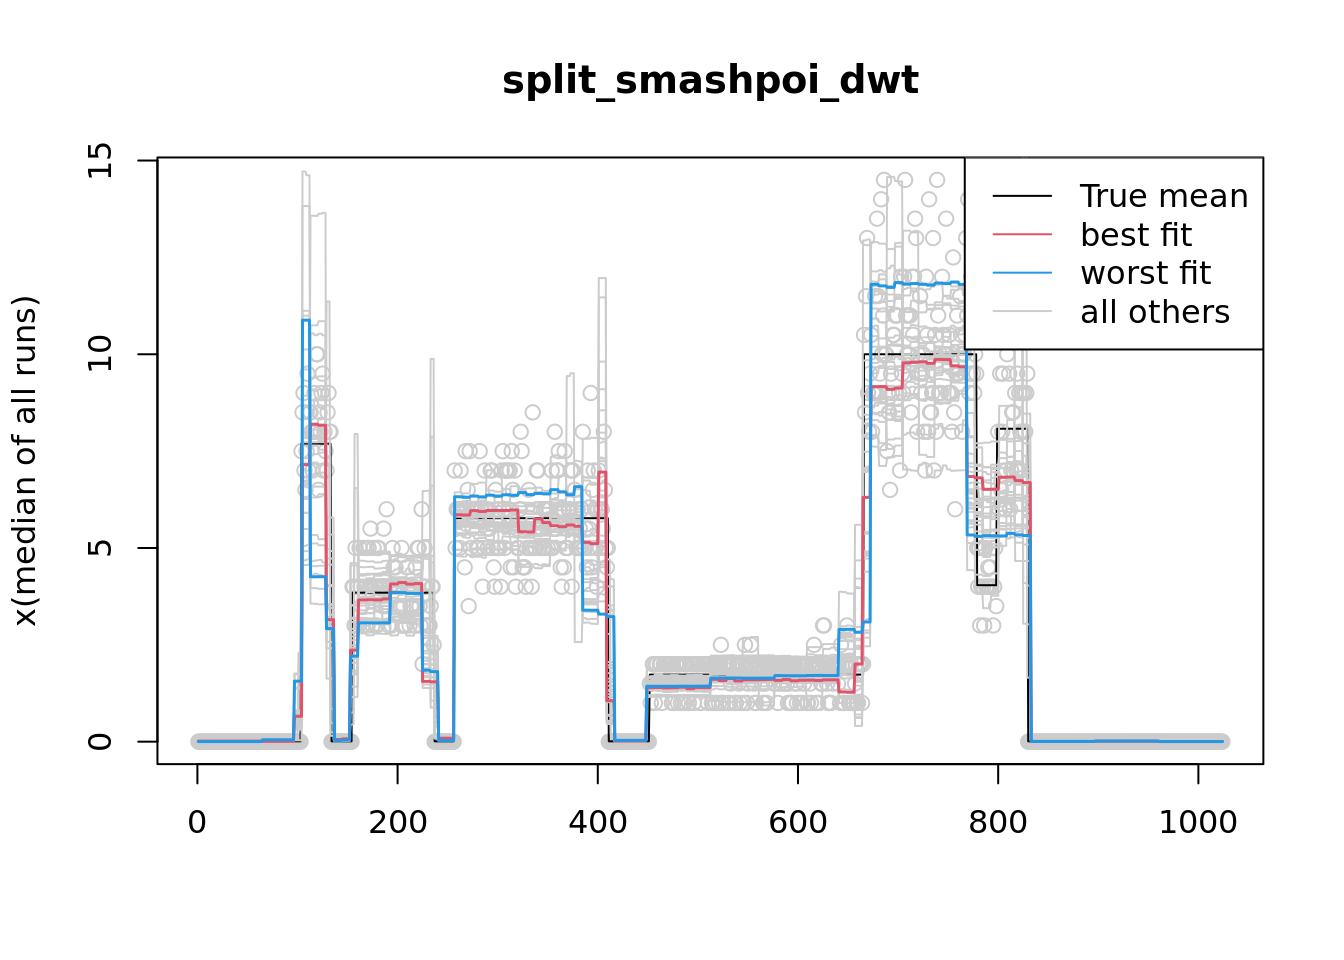 split_smashpoi_dwt
x(median of all runs)
15
10
5
0
True mean
best fit
worst fit
all others
0 200 400 600 800 1000